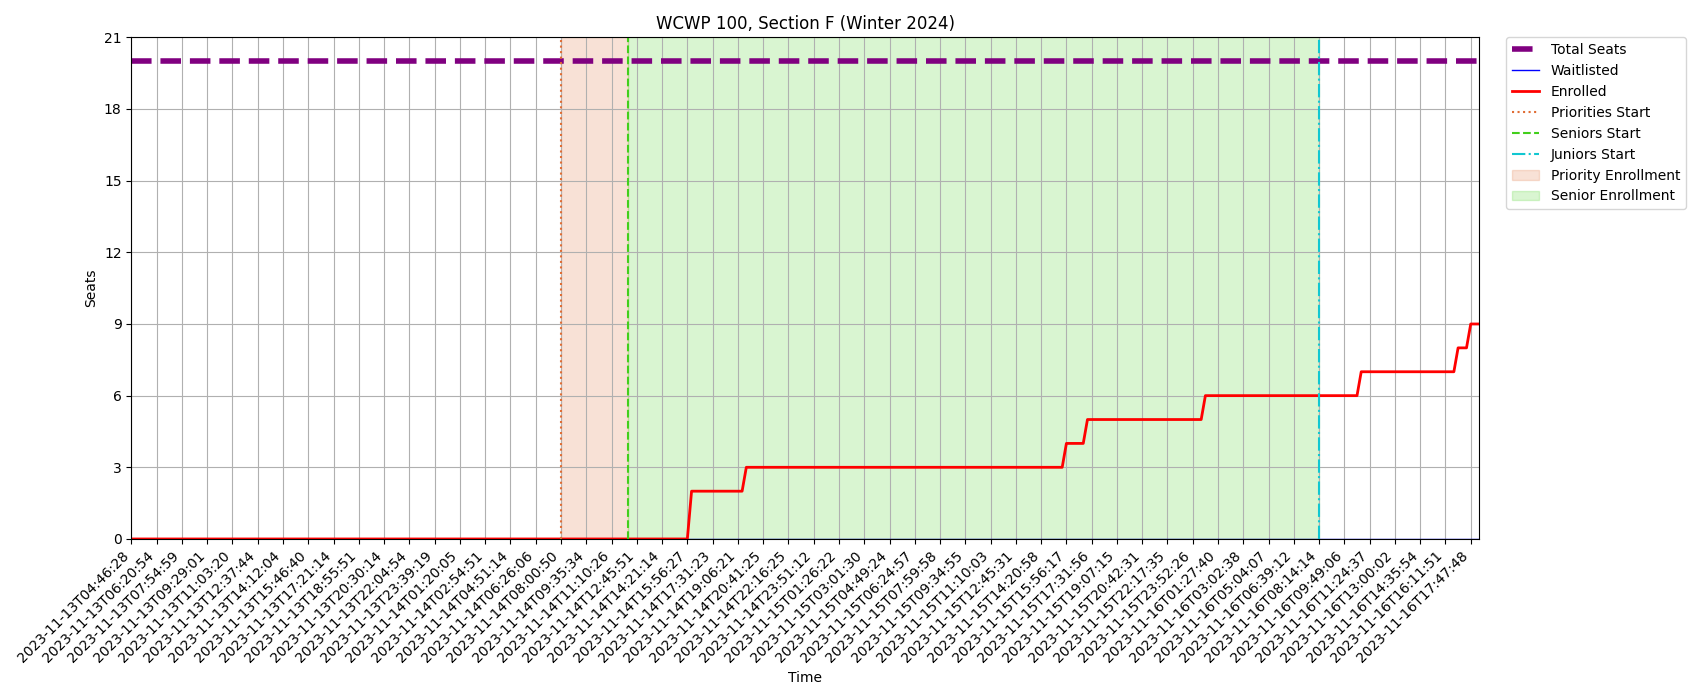 WCWP 100, Section F (Winter 2024)
Total Seats
Waitlisted
Enrolled
Priorities Start
Seniors Start
Juniors Start
Priority Enrollment
Senior Enrollment
Seats
21
18
15
12
9
6
3
0
2023-11-13T04:46:28
2023-11-13T06:20:54
2023-11-13T07:54:59
2023-11-13T09:29:01
2023-11-13T11:03:20
2023-11-13T12:37:44
2023-11-13T14:12:04
2023-11-13T15:46:40
2023-11-13T17:21:14
2023-11-13T18:55:51
2023-11-13T20:30:14
2023-11-13T22:04:54
2023-11-13T23:39:19
2023-11-14T01:20:05
2023-11-14T02:54:51
2023-11-14T04:51:14
2023-11-14T06:26:06
2023-11-14T08:00:50
2023-11-14T09:35:34
2023-11-14T11:10:26
2023-11-14T12:45:51
2023-11-14T14:21:14
2023-11-14T15:56:27
2023-11-14T17:31:23
2023-11-14T19:06:21
2023-11-14T20:41:25
2023-11-14T22:16:25
2023-11-14T23:51:12
2023-11-15T01:26:22
2023-11-15T03:01:30
2023-11-15T04:49:24
2023-11-15T06:24:57
2023-11-15T07:59:58
2023-11-15T09:34:55
2023-11-15T11:10:03
2023-11-15T12:45:31
2023-11-15T14:20:58
2023-11-15T15:56:17
2023-11-15T17:31:56
2023-11-15T19:07:15
2023-11-15T20:42:31
2023-11-15T22:17:35
2023-11-15T23:52:26
2023-11-16T01:27:40
2023-11-16T03:02:38
2023-11-16T05:04:07
2023-11-16T06:39:12
2023-11-16T08:14:14
2023-11-16T09:49:06
2023-11-16T11:24:37
2023-11-16T13:00:02
2023-11-16T14:35:54
2023-11-16T16:11:51
2023-11-16T17:47:48
Time